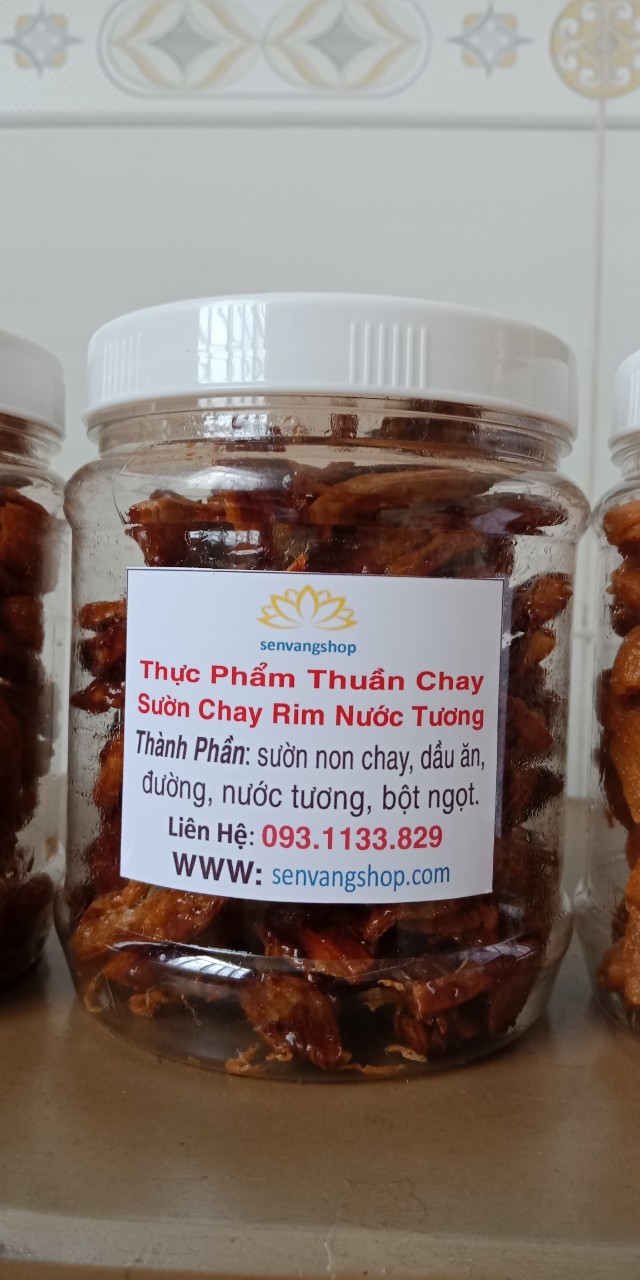 senvangshop
Thực Phẩm Thuần Chay
Sườn Chay Rim Nước Tương
Thành Phần: sườn non chay, dầu ăn,
đường, nước tương, bột ngọt.
Liên Hệ: 093.1133.829
WWW: senvangshop.com